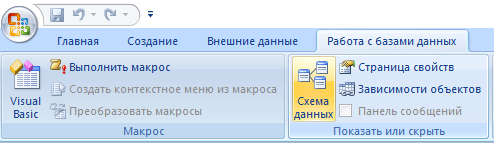 Главная Создание Внешние данные Работа с базами данных
Visual Basic
Выполнить макрос
Создать контекстное меню из макроса
Преобразовать макросы
Макрос
Схема данных
Страница свойств
Зависимости объектов
Панель сообщений
Показать или скрыть